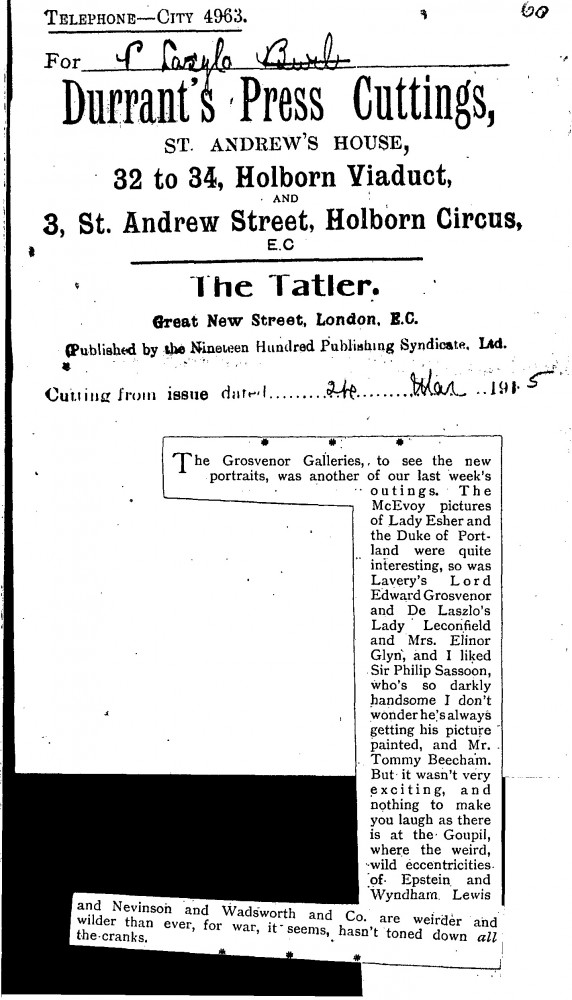 TELEPHONE—CITY 4963.
60
For P Laszlo
Durrant's Press Cuttings,
ST. ANDREW'S HOUSE,
32 to 34, Holborn Viaduct,
AND
3, St. Andrew Street, Holborn Circus,
E.C
The Tatler.
Great New Street, London, E.C.
(Published by the Nineteen Hundred Publishing Syndicate, Ltd.
Cutting from issue dated.........24.........Mar ..1915
* * *
The Grosvenor Galleries, to see the new
portraits, was another of our last week's
outings. The
McEvoy pictures
of Lady Esher and
the Duke of Port-
land were quite
interesting, so was
Lavery's Lord
Edward Grosvenor
and De Laszlo's
Lady Leconfield
and Mrs. Elinor
Glyn, and I liked
Sir Philip Sassoon,
who's so darkly
handsome I don't
wonder he's always
getting his picture
painted, and Mr.
Tommy Beecham.
But it wasn't very
exciting, and
nothing to make
you laugh as there
is at the Goupil,
where the weird,
wild eccentricities
of Epstein and
Wyndham Lewis
and Nevinson and Wadsworth and Co. are weirder and
wilder than ever, for war, it seems, hasn't toned down all
the cranks.
* * *